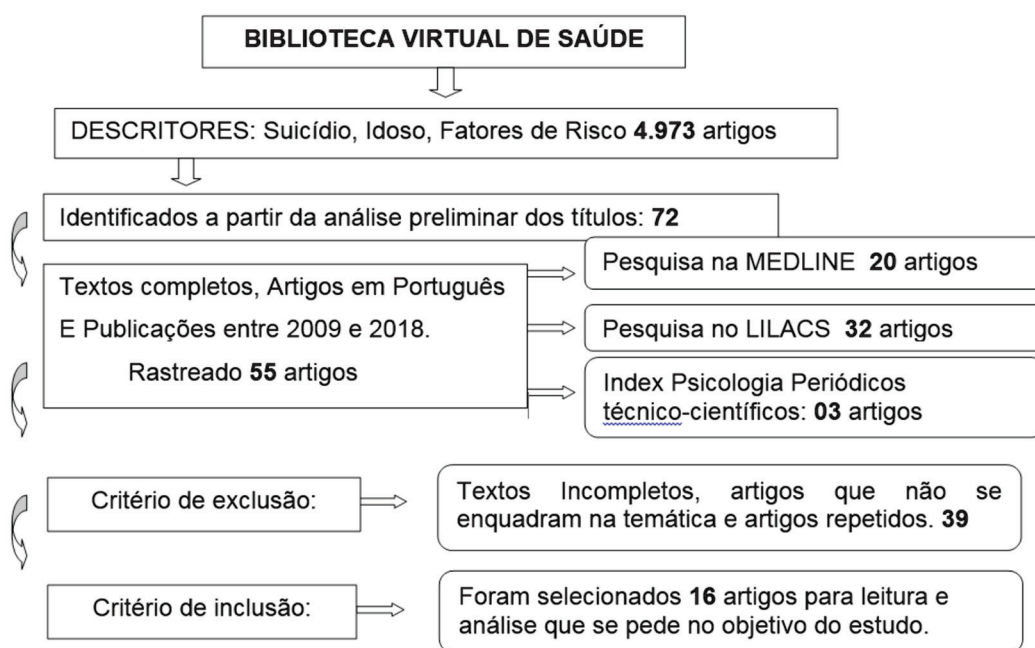 BIBLIOTECA VIRTUAL DE SAÚDE
DESCRITORES: Suicídio, Idoso, Fatores de Risco 4.973 artigos
Identificados a partir da análise preliminar dos títulos: 72
Textos completos, Artigos em Português
E Publicações entre 2009 e 2018.
Rastreado 55 artigos
Pesquisa na MEDLINE 20 artigos
Pesquisa no LILACS 32 artigos
Index Psicologia Periódicos
técnico-científicos: 03 artigos
Critério de exclusão:
Textos Incompletos, artigos que não se
enquadram na temática e artigos repetidos. 39
Critério de inclusão:
Foram selecionados 16 artigos para leitura e
análise que se pede no objetivo do estudo.